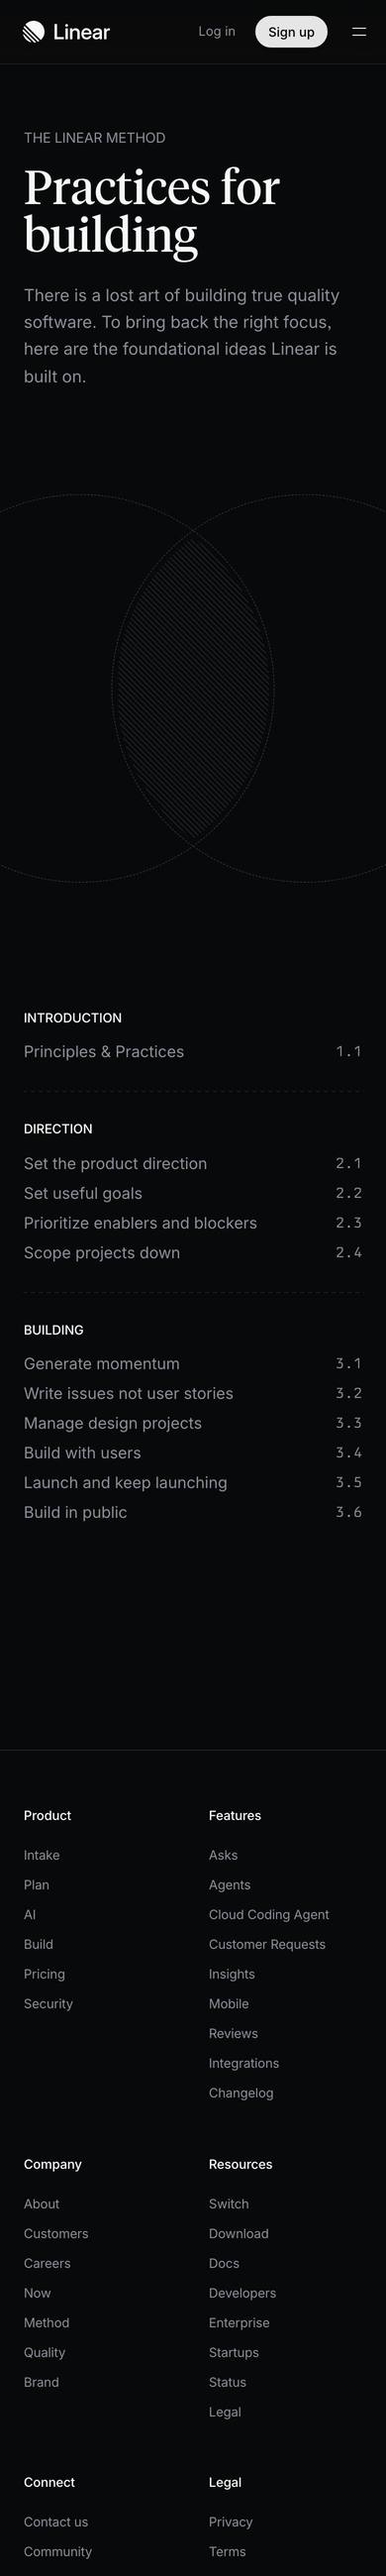 Linear
Log in
Sign up
THE LINEAR METHOD
Practices for
building
There is a lost art of building true quality
software. To bring back the right focus,
here are the foundational ideas Linear is
built on.
INTRODUCTION
Principles & Practices 1.1
DIRECTION
Set the product direction 2.1
Set useful goals 2.2
Prioritize enablers and blockers 2.3
Scope projects down 2.4
BUILDING
Generate momentum 3.1
Write issues not user stories 3.2
Manage design projects 3.3
Build with users 3.4
Launch and keep launching 3.5
Build in public 3.6
Product
Intake
Plan
AI
Build
Pricing
Security
Features
Asks
Agents
Cloud Coding Agent
Customer Requests
Insights
Mobile
Reviews
Integrations
Changelog
Company
About
Customers
Careers
Now
Method
Quality
Brand
Resources
Switch
Download
Docs
Developers
Enterprise
Startups
Status
Legal
Connect
Contact us
Community
Legal
Privacy
Terms